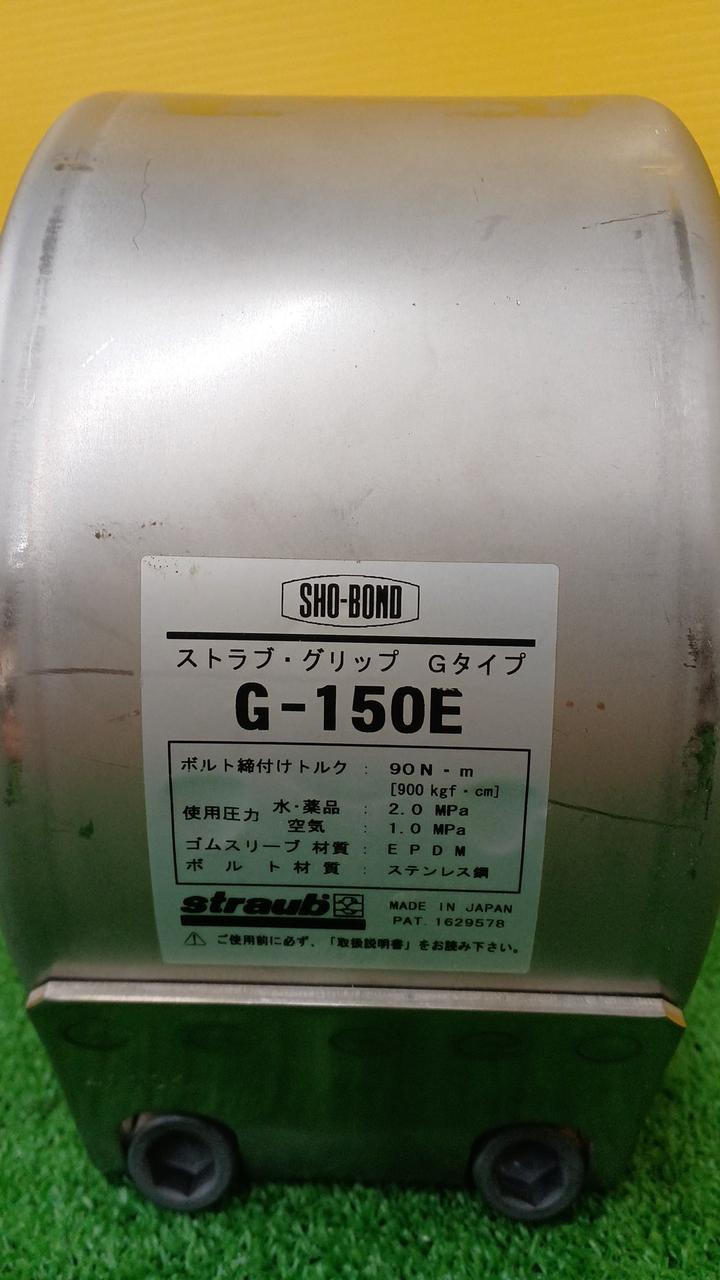 SHO-BOND
ストラブ・グリップ Gタイプ
G-150E
ボルト締付けトルク : 90N・m
[900 kgf・cm]
使用圧力 水・薬品 : 2.0 MPa
空気 : 1.0 MPa
ゴムスリーブ 材質 : EPDM
ボルト材質 : ステンレス鋼
straub
MADE IN JAPAN
PAT. 1629578
⚠ ご使用前に必ず、「取扱説明書」をお読み下さい。